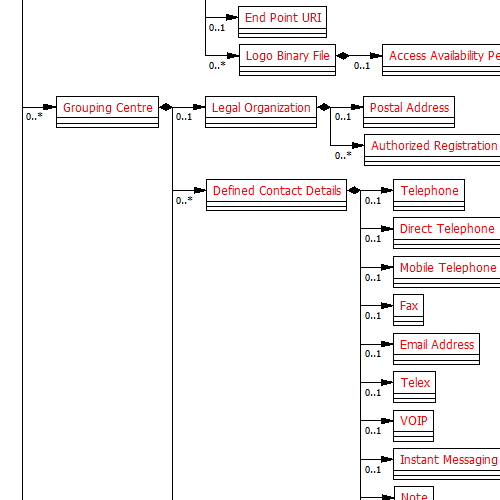 End Point URI
0..1
Logo Binary File
0..*
Access Availability Pe
0..1
Grouping Centre
0..*
Legal Organization
0..1
Postal Address
0..1
Authorized Registration
0..*
Defined Contact Details
0..*
Telephone
0..1
Direct Telephone
0..1
Mobile Telephone
0..1
Fax
0..1
Email Address
0..1
Telex
0..1
VOIP
0..1
Instant Messaging
0..1
Note